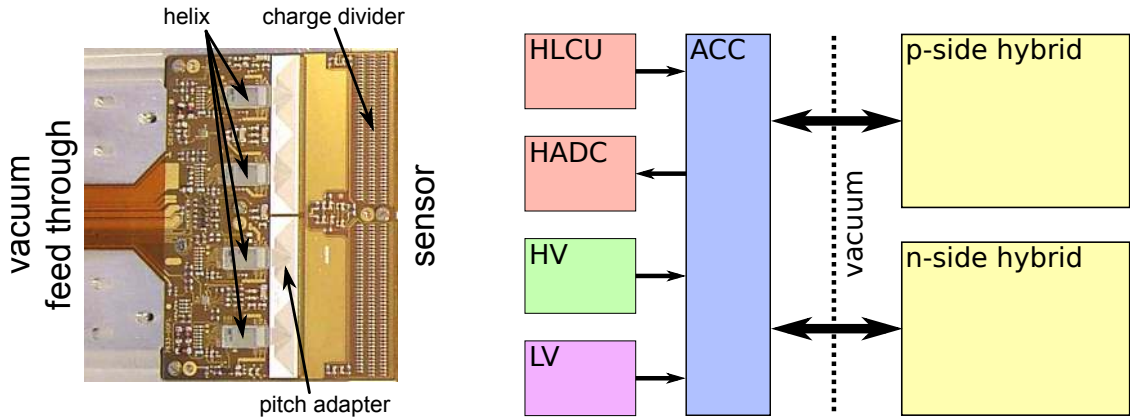 helix
charge divider
vacuum
feed through
sensor
pitch adapter
HLCU
ACC
HADC
HV
LV
vacuum
p-side hybrid
n-side hybrid